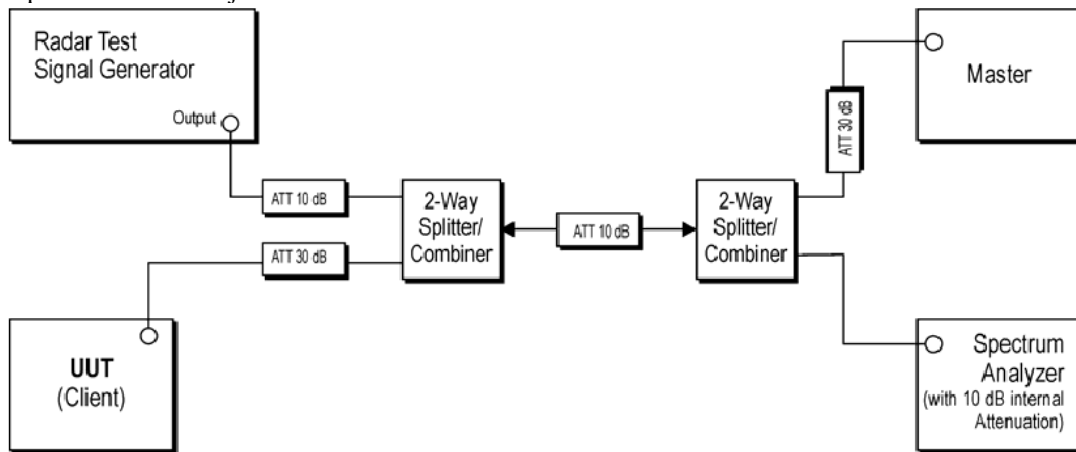 Radar Test
Signal Generator
Output
ATT 10 dB
ATT 30 dB
2-Way
Splitter/
Combiner
ATT 10 dB
2-Way
Splitter/
Combiner
ATT 30 dB
Master
UUT
(Client)
Spectrum
Analyzer
(with 10 dB internal
Attenuation)